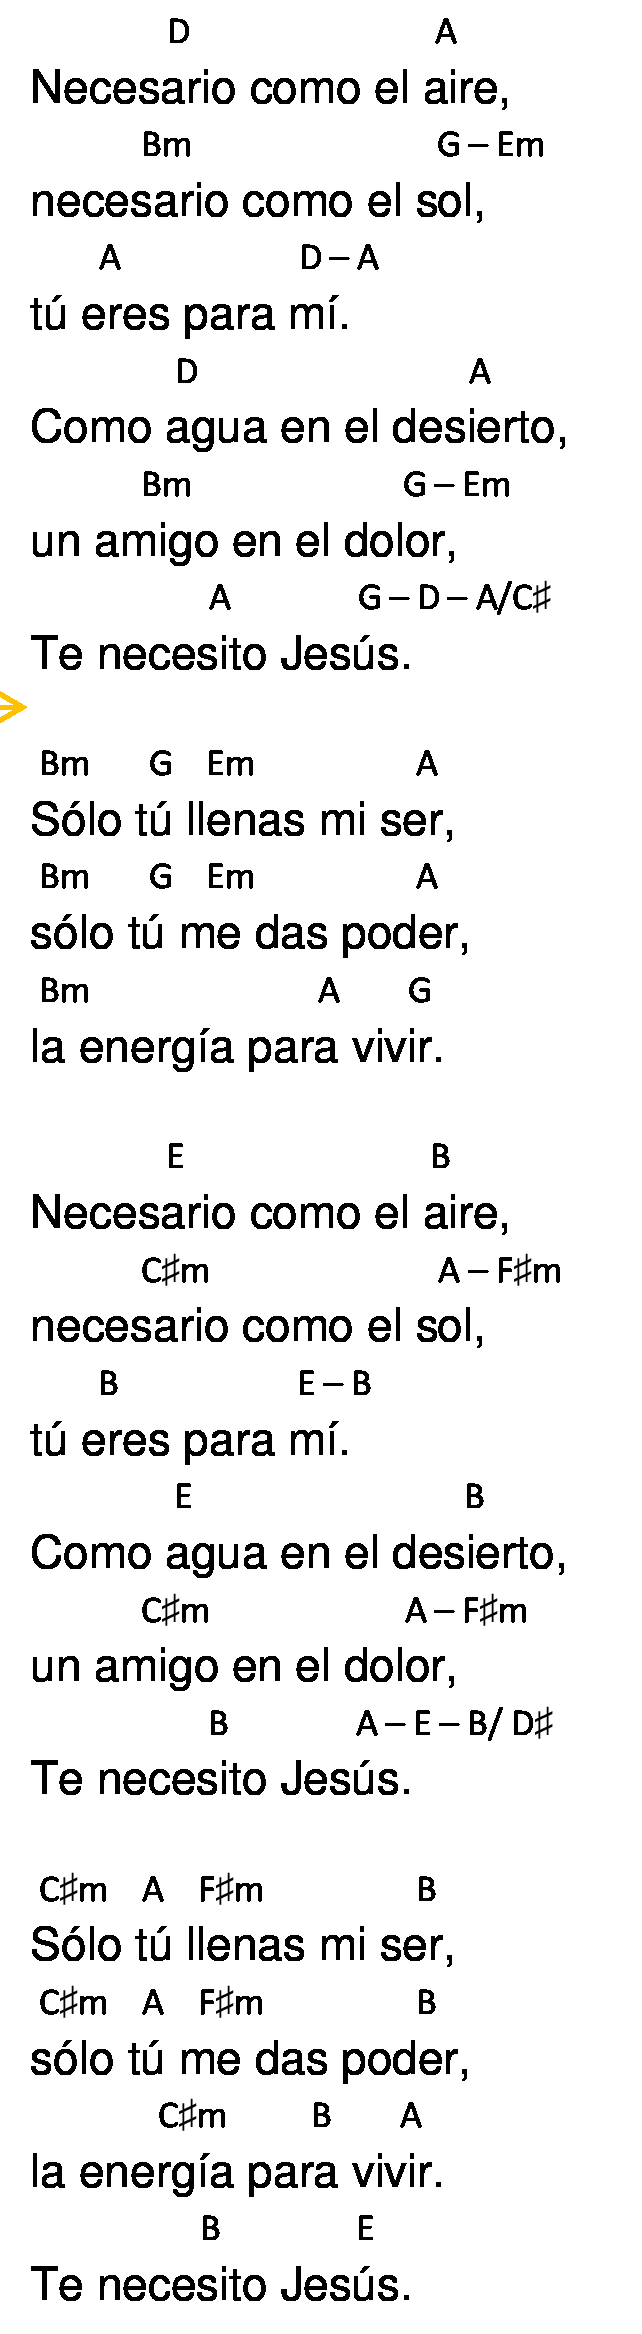 D A
Necesario como el aire,
Bm G – Em
necesario como el sol,
A D – A
tú eres para mí.
D A
Como agua en el desierto,
Bm G – Em
un amigo en el dolor,
A G – D – A/C♯
Te necesito Jesús.
Bm G Em A
Sólo tú llenas mi ser,
Bm G Em A
sólo tú me das poder,
Bm A G
la energía para vivir.
E B
Necesario como el aire,
C♯m A – F♯m
necesario como el sol,
B E – B
tú eres para mí.
E B
Como agua en el desierto,
C♯m A – F♯m
un amigo en el dolor,
B A – E – B/ D♯
Te necesito Jesús.
C♯m A F♯m B
Sólo tú llenas mi ser,
C♯m A F♯m B
sólo tú me das poder,
C♯m B A
la energía para vivir.
B E
Te necesito Jesús.